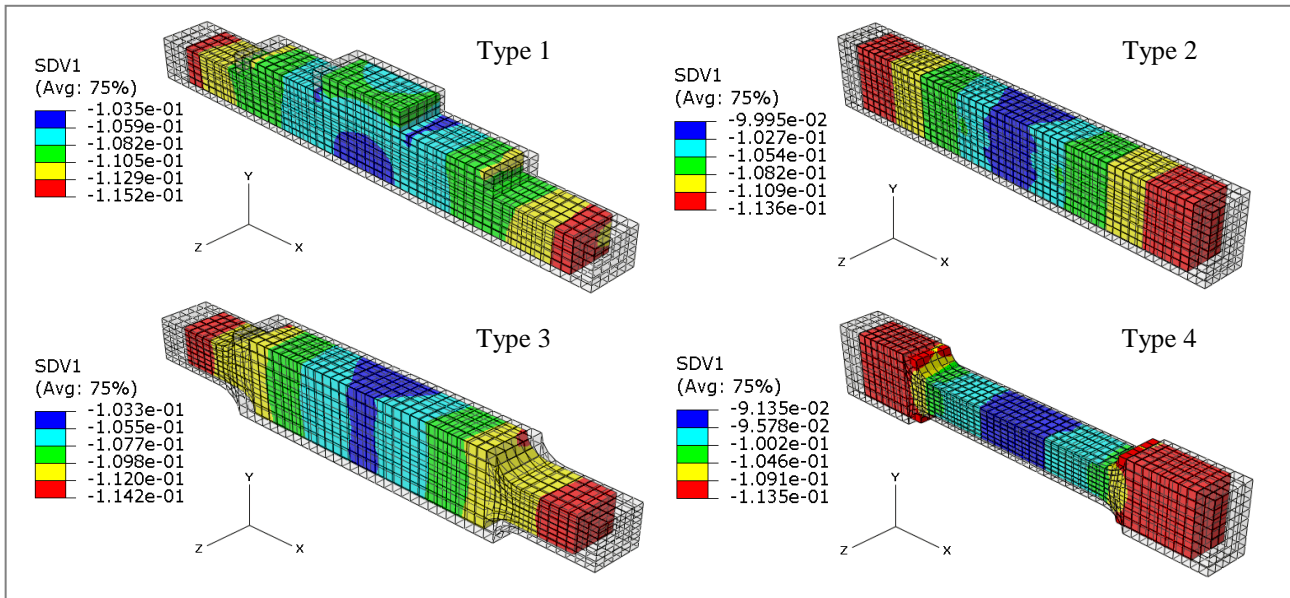 Type 1
SDV1
(Avg: 75%)
-1.035e-01
-1.059e-01
-1.082e-01
-1.105e-01
-1.129e-01
-1.152e-01
Y
Z
X
Type 2
SDV1
(Avg: 75%)
-9.995e-02
-1.027e-01
-1.054e-01
-1.082e-01
-1.109e-01
-1.136e-01
Y
Z
X
Type 3
SDV1
(Avg: 75%)
-1.033e-01
-1.055e-01
-1.077e-01
-1.098e-01
-1.120e-01
-1.142e-01
Y
Z
X
Type 4
SDV1
(Avg: 75%)
-9.135e-02
-9.578e-02
-1.002e-01
-1.046e-01
-1.091e-01
-1.135e-01
Y
Z
X